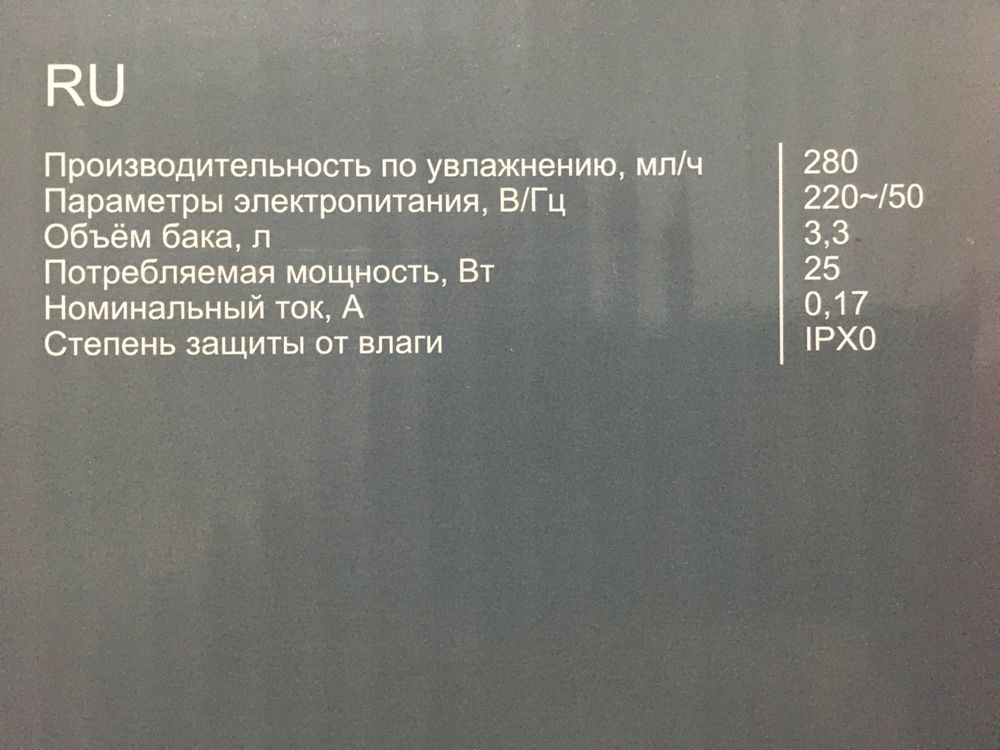 RU
Производительность по увлажнению, мл/ч 280
Параметры электропитания, В/Гц 220~/50
Объём бака, л 3,3
Потребляемая мощность, Вт 25
Номинальный ток, А 0,17
Степень защиты от влаги IPX0